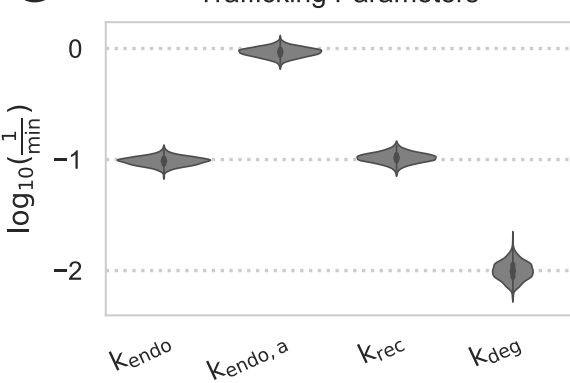 Trafficking Parameters
log10(1/min)
0
−1
−2
kendo
kendo, a
krec
kdeg